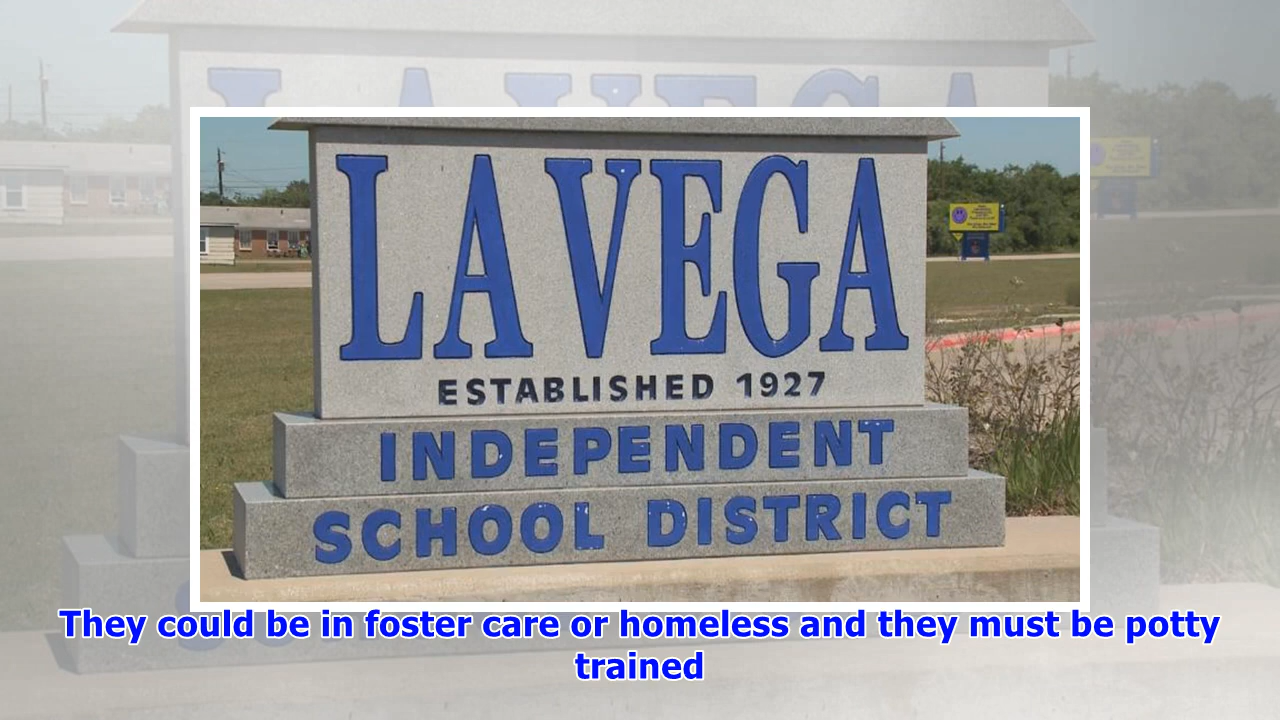 LA VEGA
ESTABLISHED 1927
INDEPENDENT
SCHOOL DISTRICT
They could be in foster care or homeless and they must be potty
trained